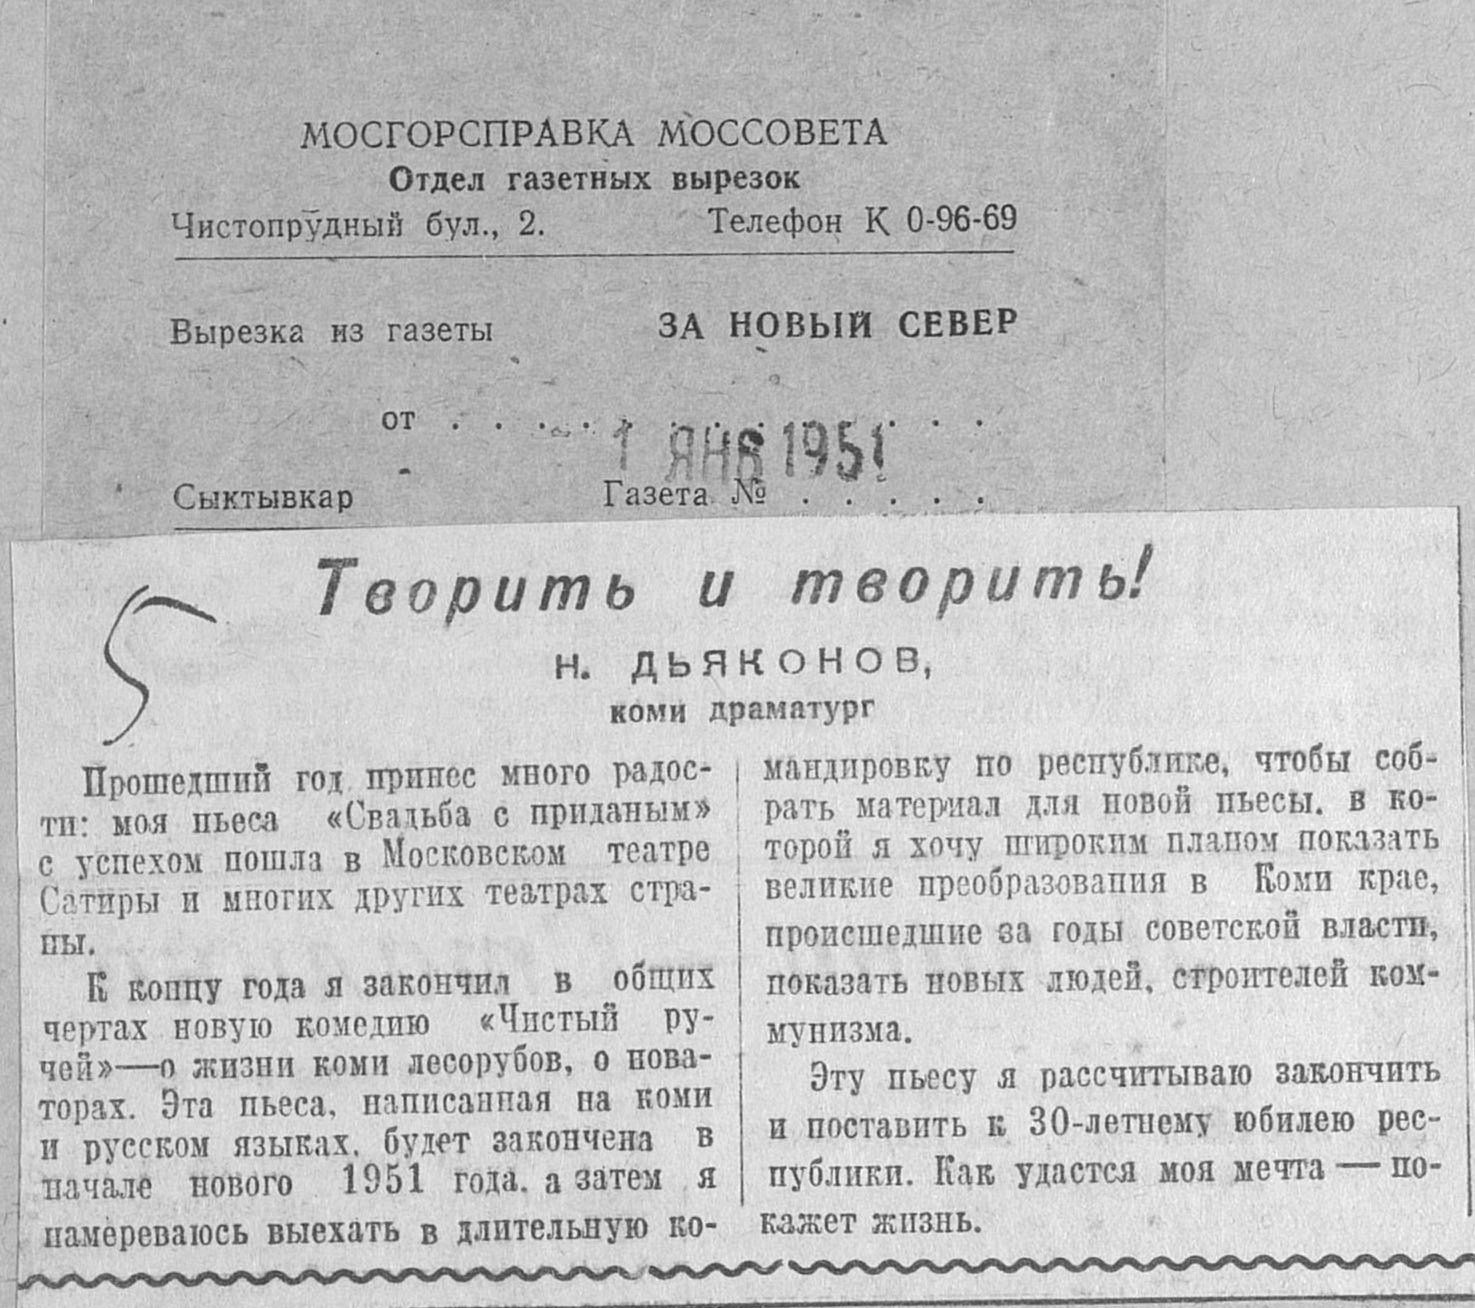 МОСГОРСПРАВКА МОССОВЕТА
Отдел газетных вырезок
Чистопрудный бул., 2. Телефон К 0-96-69
Вырезка из газеты ЗА НОВЫЙ СЕВЕР
от . . . . . . . . . . . . .
1 ЯНВ 1951
Сыктывкар Газета № . . . . .
Творить и творить!
Н. ДЬЯКОНОВ,
коми драматург
Прошедший год принес много радос-
ти: моя пьеса «Свадьба с приданым»
с успехом пошла в Московском театре
Сатиры и многих других театрах стра-
ны.
К концу года я закончил в общих
чертах новую комедию «Чистый ру-
чей»—о жизни коми лесорубов, о нова-
торах. Эта пьеса, написанная на коми
и русском языках, будет закончена в
начале нового 1951 года, а затем я
намереваюсь выехать в длительную ко-
мандировку по республике, чтобы соб-
рать материал для новой пьесы, в ко-
торой я хочу широким планом показать
великие преобразования в Коми крае,
происшедшие за годы советской власти,
показать новых людей, строителей ком-
мунизма.
Эту пьесу я рассчитываю закончить
и поставить к 30-летнему юбилею рес-
публики. Как удастся моя мечта — по-
кажет жизнь.